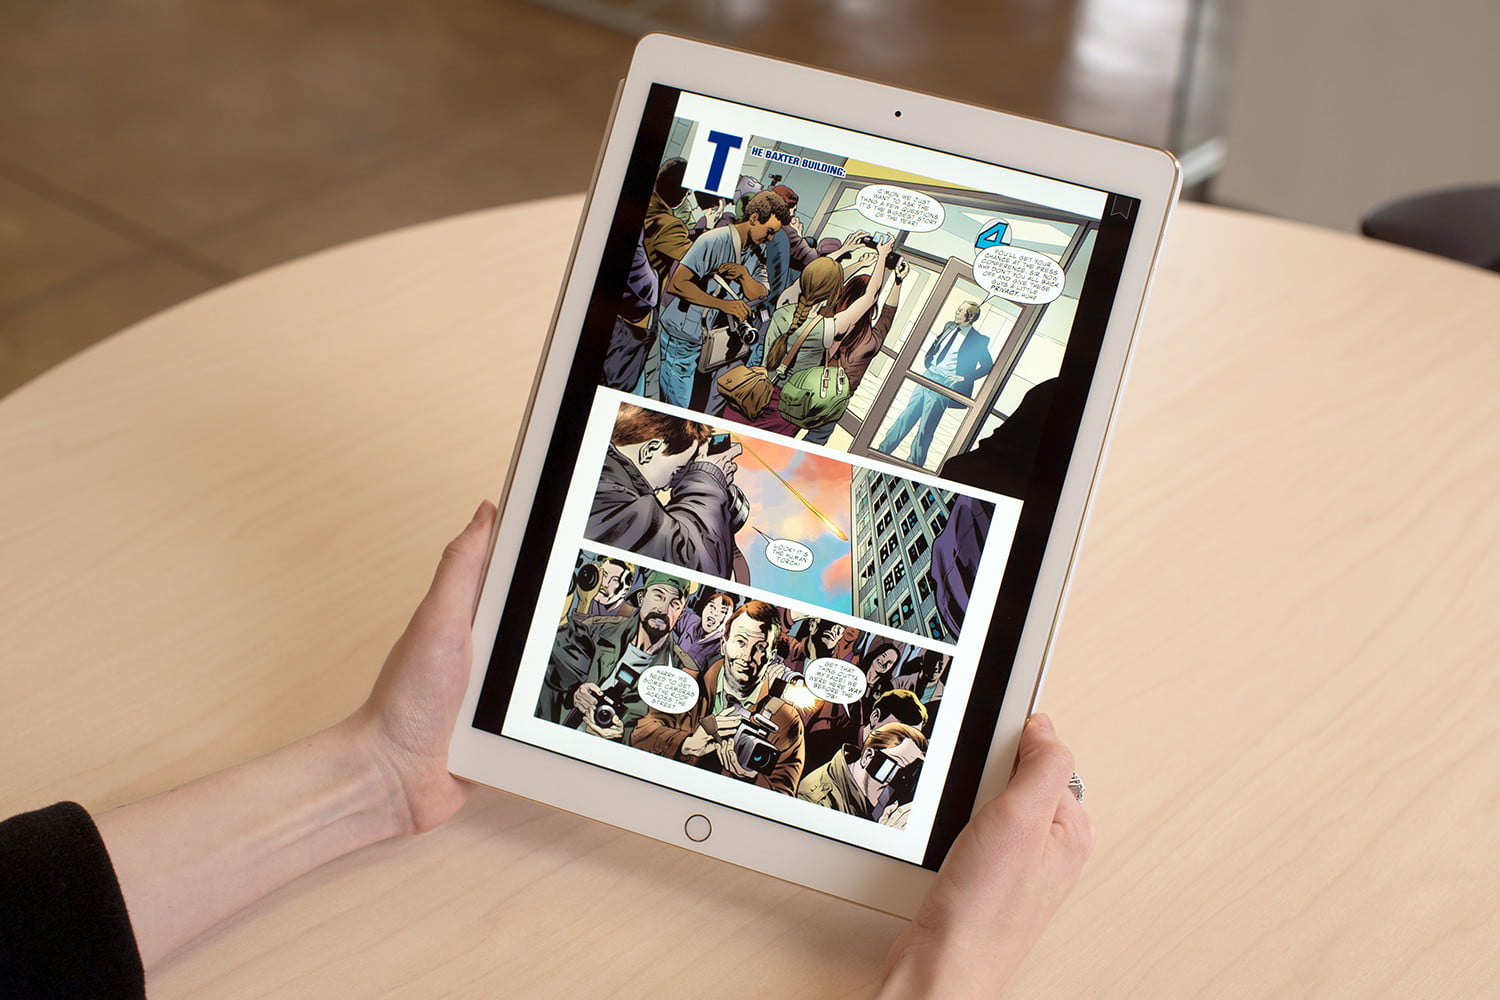 THE BAXTER BUILDING:
C'MON, WE JUST
WANT TO ASK THE
THING A FEW QUESTIONS.
IT'S THE BIGGEST STORY
OF THE YEAR!
4
YOU'LL GET YOUR
CHANCE AT THE PRESS
CONFERENCE, SIR. NOW
WHY DON'T YOU ALL BACK
OFF AND GIVE THESE
GUYS A LITTLE
PRIVACY, HUH?
LOOK! IT'S
THE HUMAN
TORCH!
HARRY, WE
NEED TO GET
SOME CAMERAS
ON THE ROOF
ACROSS THE
STREET.
GET THAT
THING OUTTA
MY FACE! WE
WERE HERE WAY
BEFORE THE
DB!